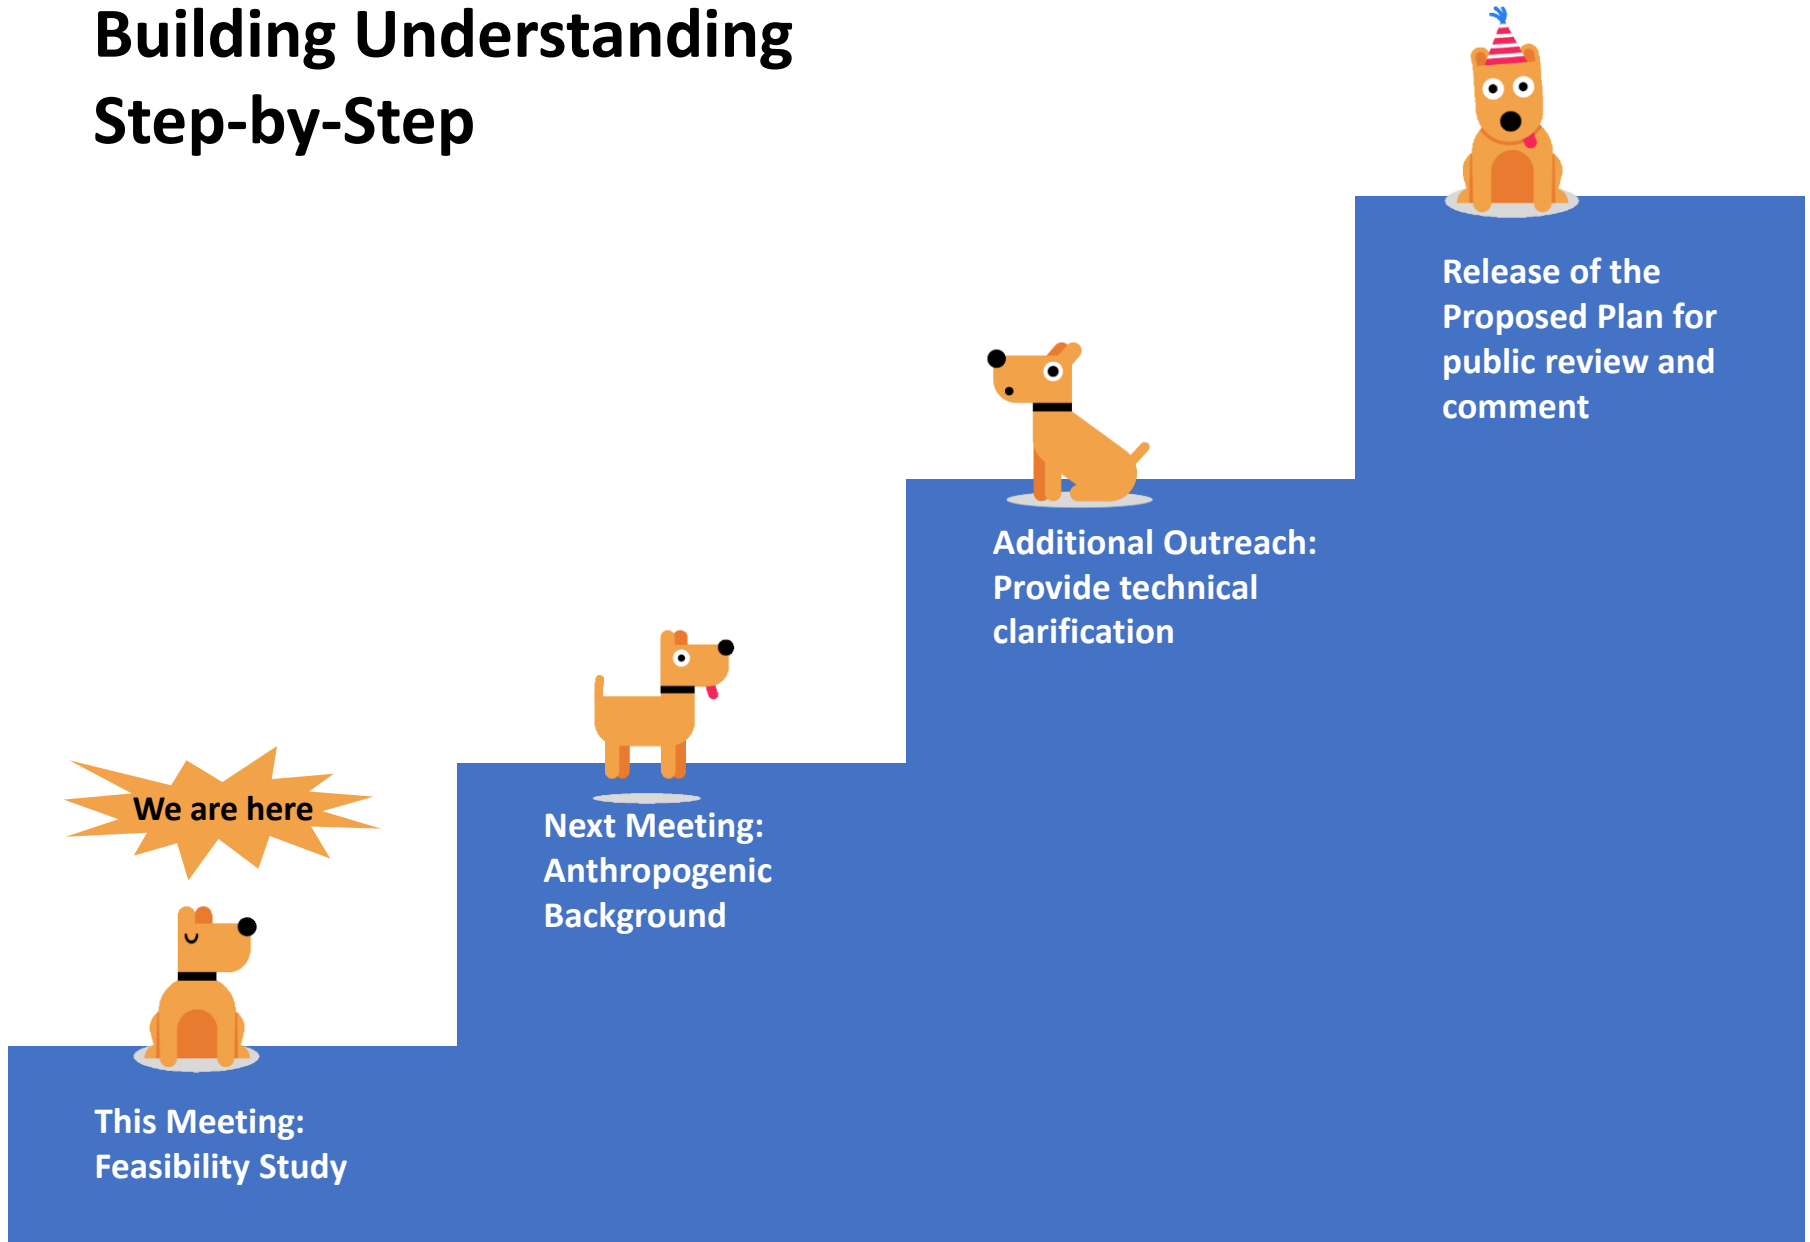 Building Understanding
Step-by-Step
We are here
This Meeting:
Feasibility Study
Next Meeting:
Anthropogenic
Background
Additional Outreach:
Provide technical
clarification
Release of the
Proposed Plan for
public review and
comment